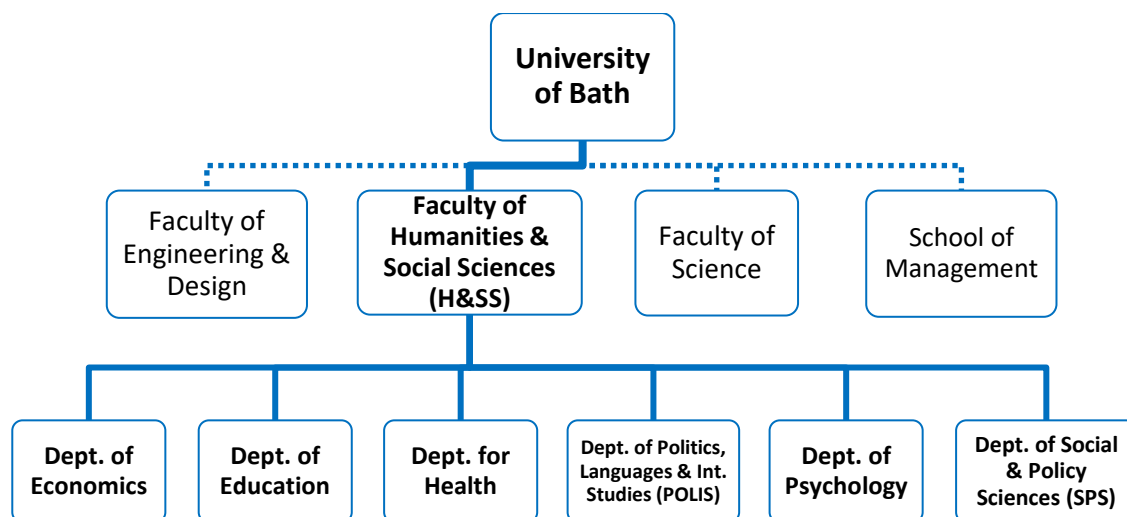 University
of Bath
Faculty of
Engineering &
Design
Faculty of
Humanities &
Social Sciences
(H&SS)
Faculty of
Science
School of
Management
Dept. of
Economics
Dept. of
Education
Dept. for
Health
Dept. of Politics,
Languages & Int.
Studies (POLIS)
Dept. of
Psychology
Dept. of Social
& Policy
Sciences (SPS)